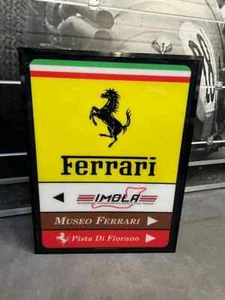 Ferrari
IMOLA
MUSEO FERRARI
Pista Di Fiorano